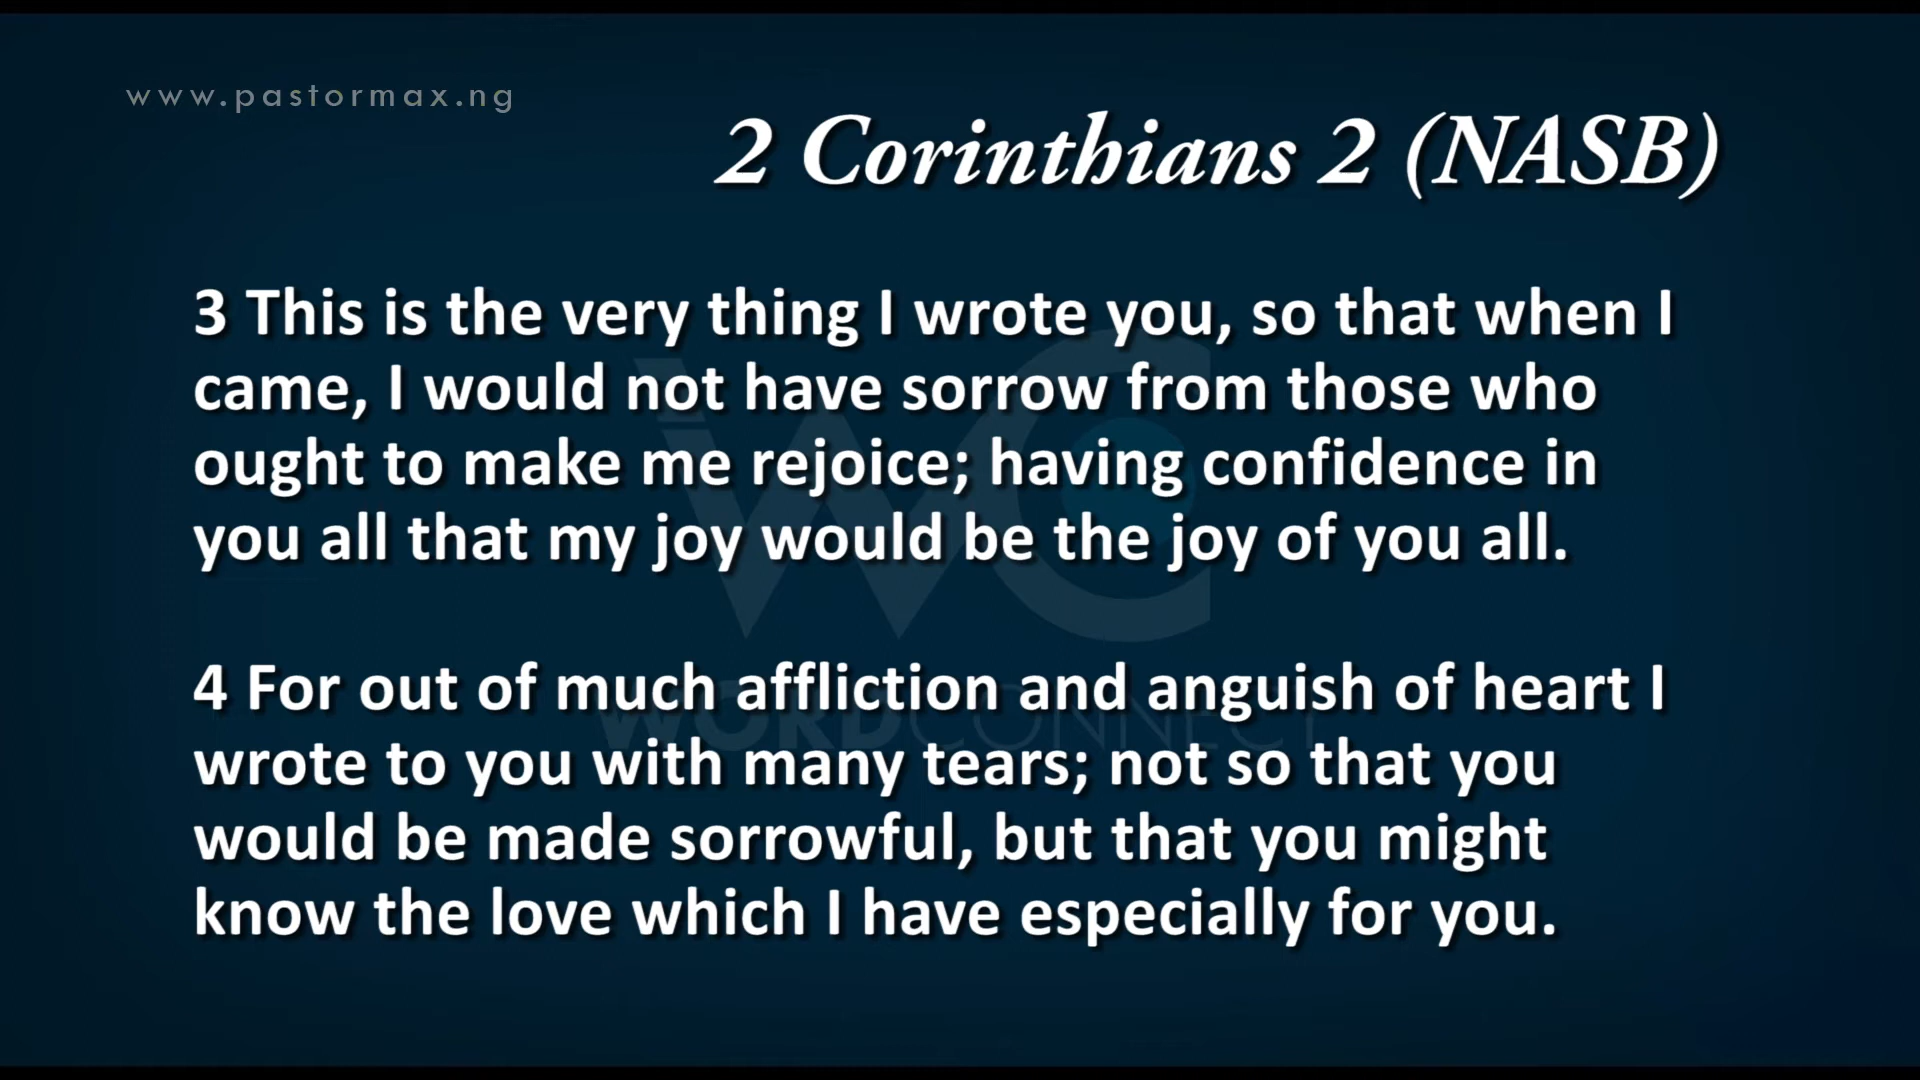 www.pastormax.ng
2 Corinthians 2 (NASB)
3 This is the very thing I wrote you, so that when I
came, I would not have sorrow from those who
ought to make me rejoice; having confidence in
you all that my joy would be the joy of you all.
4 For out of much affliction and anguish of heart I
wrote to you with many tears; not so that you
would be made sorrowful, but that you might
know the love which I have especially for you.
WC
WORDCONNECT